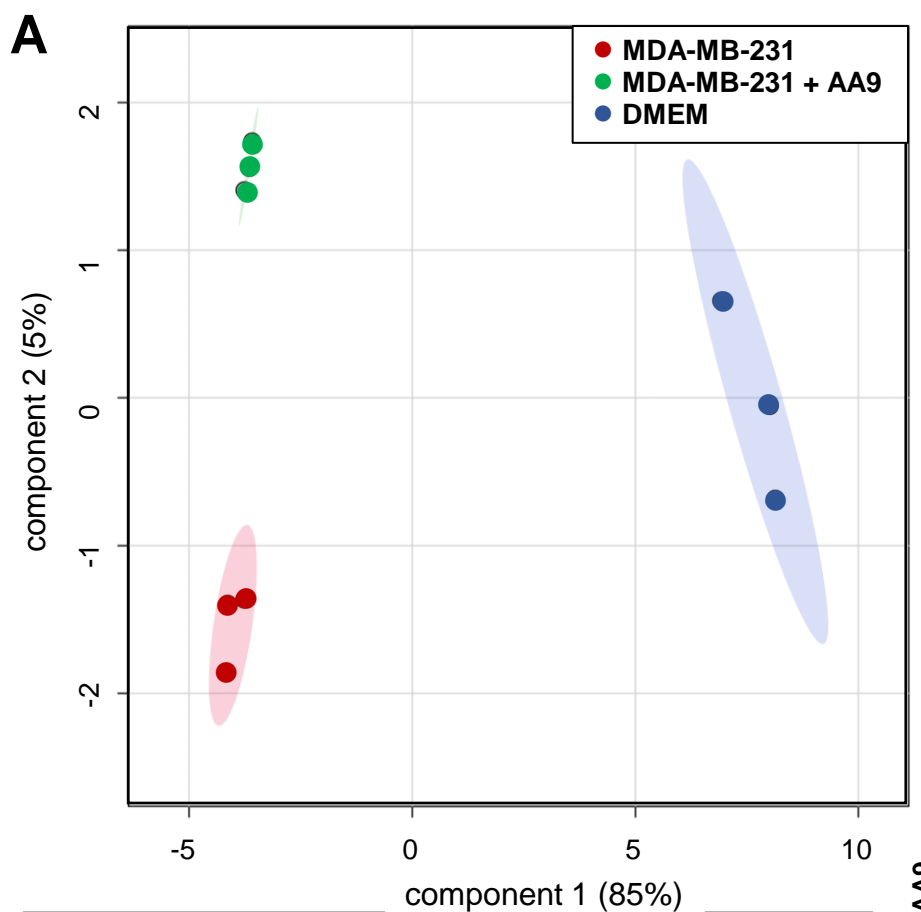 A
MDA-MB-231
MDA-MB-231 + AA9
DMEM
2
1
0
-1
-2
component 2 (5%)
-5
0
5
10
component 1 (85%)